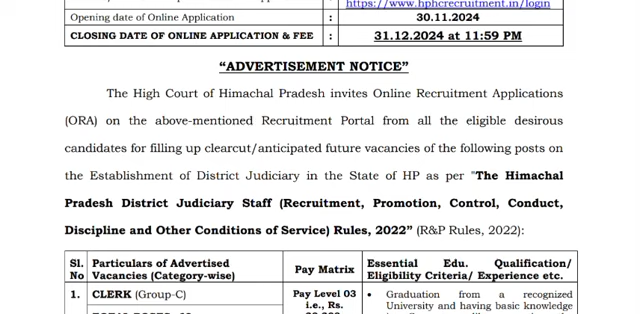 https://www.hphcrecruitment.in/login
Opening date of Online Application : 30.11.2024
CLOSING DATE OF ONLINE APPLICATION & FEE : 31.12.2024 at 11:59 PM
“ADVERTISEMENT NOTICE”
The High Court of Himachal Pradesh invites Online Recruitment Applications
(ORA) on the above-mentioned Recruitment Portal from all the eligible desirous
candidates for filling up clearcut/anticipated future vacancies of the following posts on
the Establishment of District Judiciary in the State of HP as per "The Himachal
Pradesh District Judiciary Staff (Recruitment, Promotion, Control, Conduct,
Discipline and Other Conditions of Service) Rules, 2022” (R&P Rules, 2022):
Sl. No Particulars of Advertised Vacancies (Category-wise) Pay Matrix Essential Edu. Qualification/ Eligibility Criteria/ Experience etc.
1. CLERK (Group-C) Pay Level 03 i.e., Rs. • Graduation from a recognized University and having basic knowledge